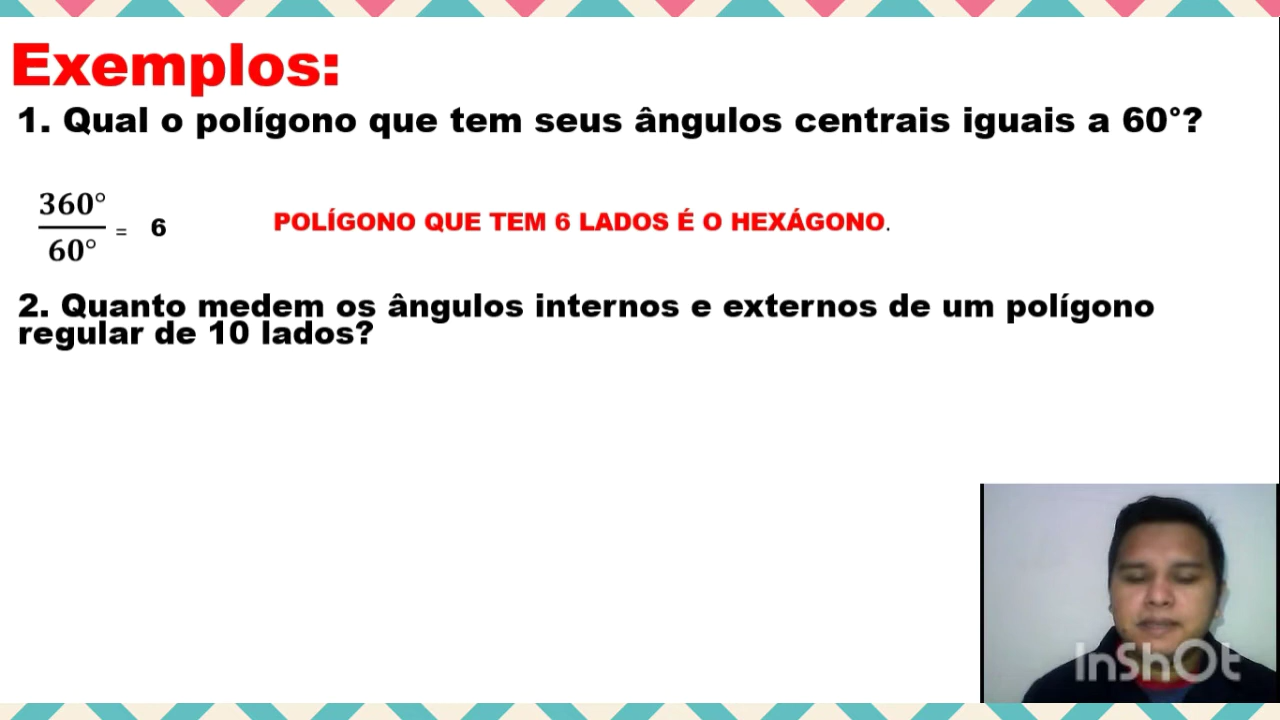 Exemplos:
1. Qual o polígono que tem seus ângulos centrais iguais a 60°?
360°
60°
= 6
POLÍGONO QUE TEM 6 LADOS É O HEXÁGONO.
2. Quanto medem os ângulos internos e externos de um polígono
regular de 10 lados?
InShOt